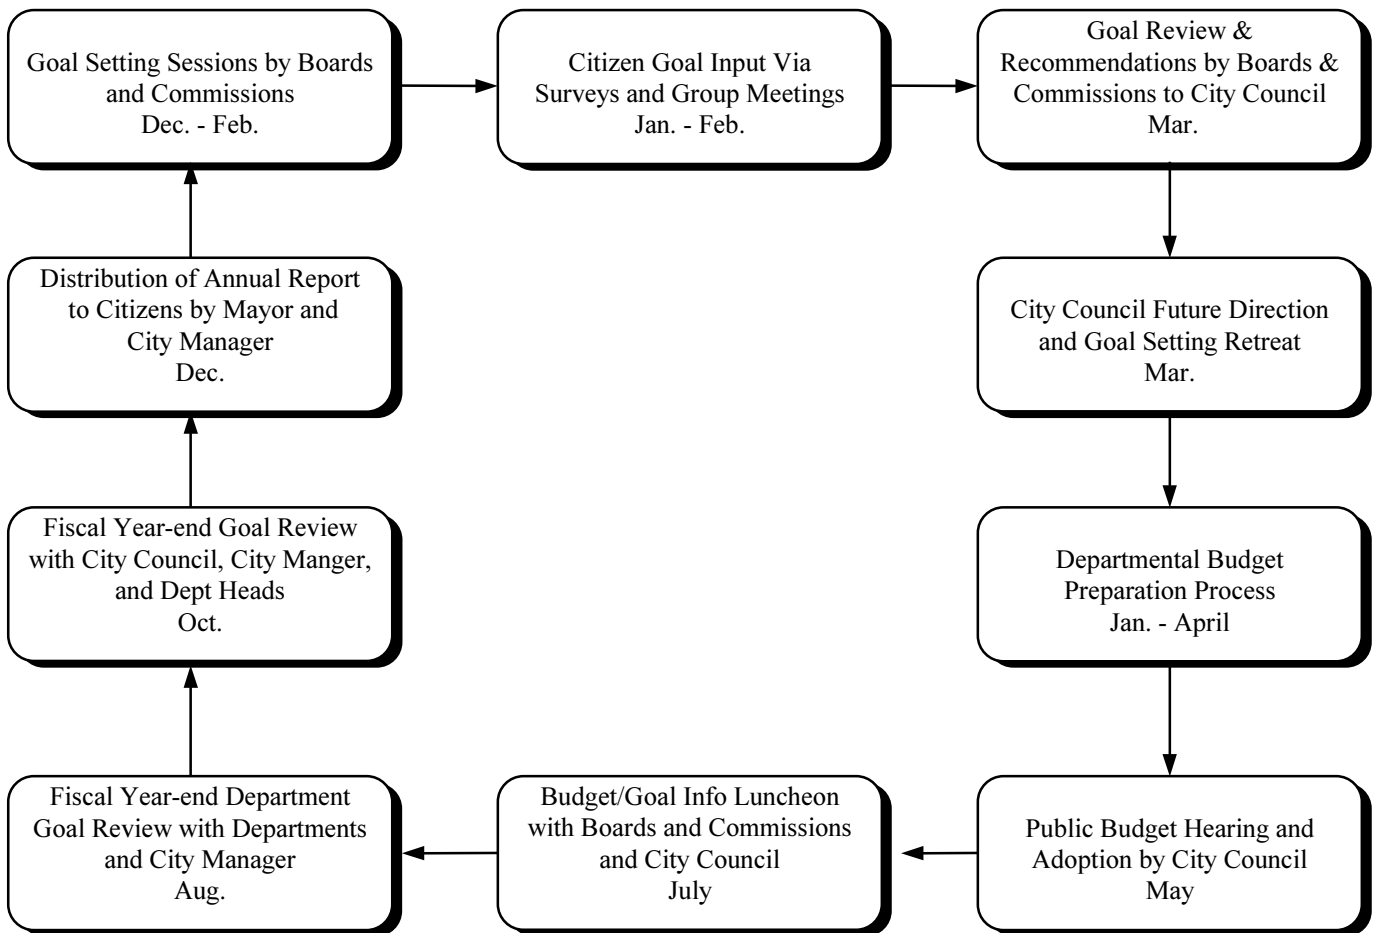 Goal Setting Sessions by Boards
and Commissions
Dec. - Feb.
Citizen Goal Input Via
Surveys and Group Meetings
Jan. - Feb.
Goal Review &
Recommendations by Boards &
Commissions to City Council
Mar.
Distribution of Annual Report
to Citizens by Mayor and
City Manager
Dec.
City Council Future Direction
and Goal Setting Retreat
Mar.
Fiscal Year-end Goal Review
with City Council, City Manger,
and Dept Heads
Oct.
Departmental Budget
Preparation Process
Jan. - April
Fiscal Year-end Department
Goal Review with Departments
and City Manager
Aug.
Budget/Goal Info Luncheon
with Boards and Commissions
and City Council
July
Public Budget Hearing and
Adoption by City Council
May